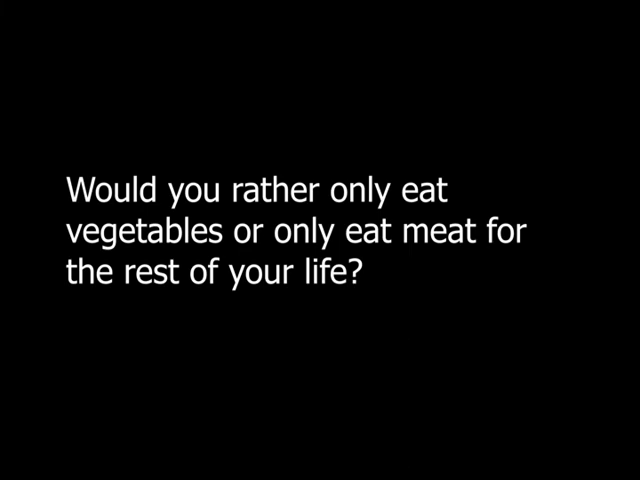 Would you rather only eat
vegetables or only eat meat for
the rest of your life?